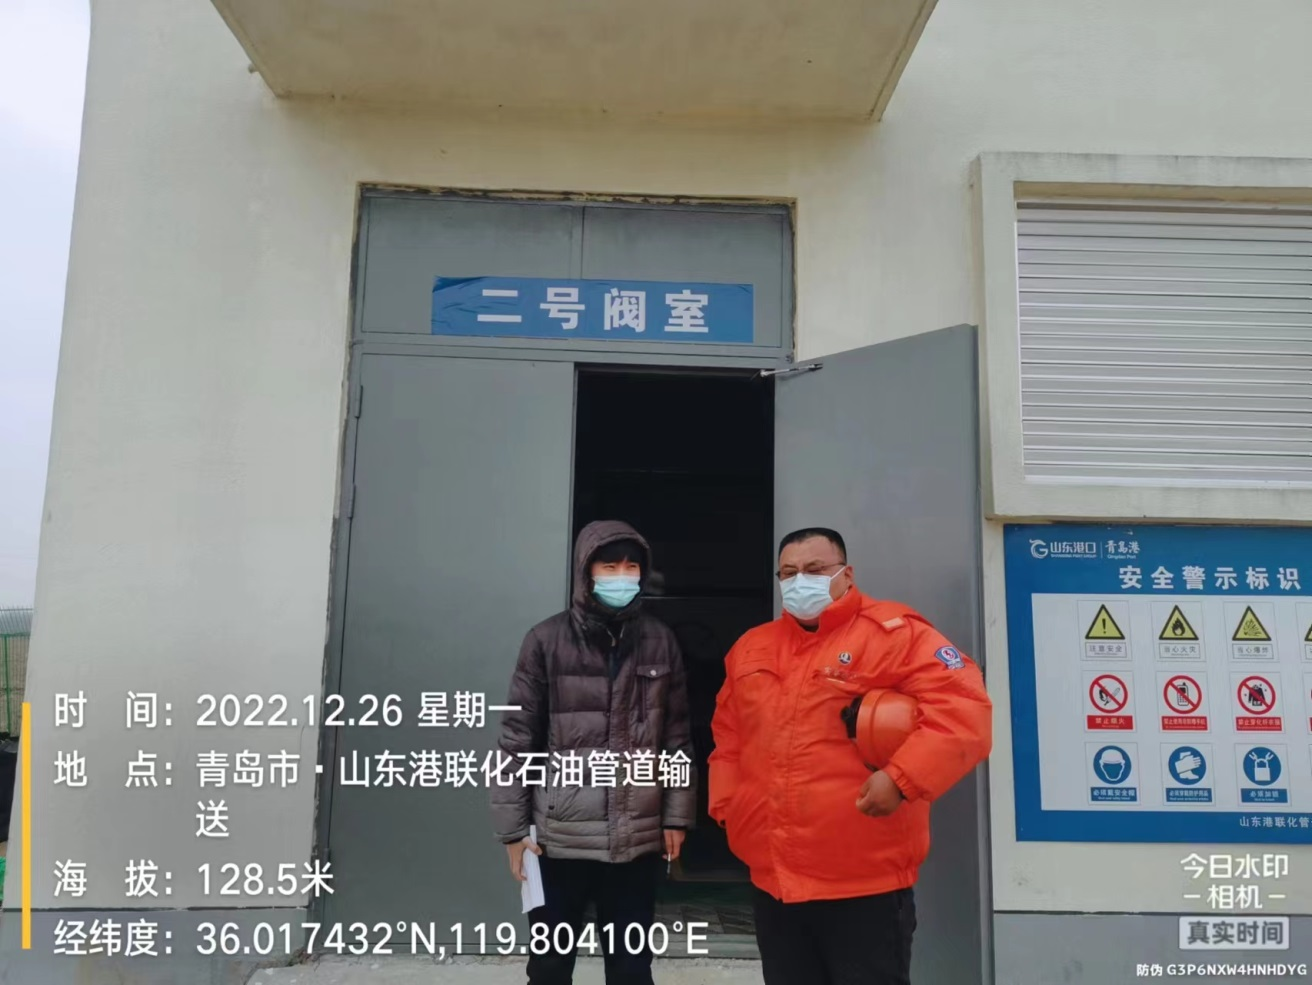 二号阀室
山东港口 青岛港
安全警示标识
注意安全 当心火灾 当心爆炸
禁止烟火
必须戴安全帽 必须加锁
山东港联化管
时 间：2022.12.26 星期一
地 点：青岛市·山东港联化石油管道输
送
海 拔：128.5米
经纬度：36.017432°N,119.804100°E
今日水印
相机
真实时间
防伪 G3P6NXW4HNHDYG